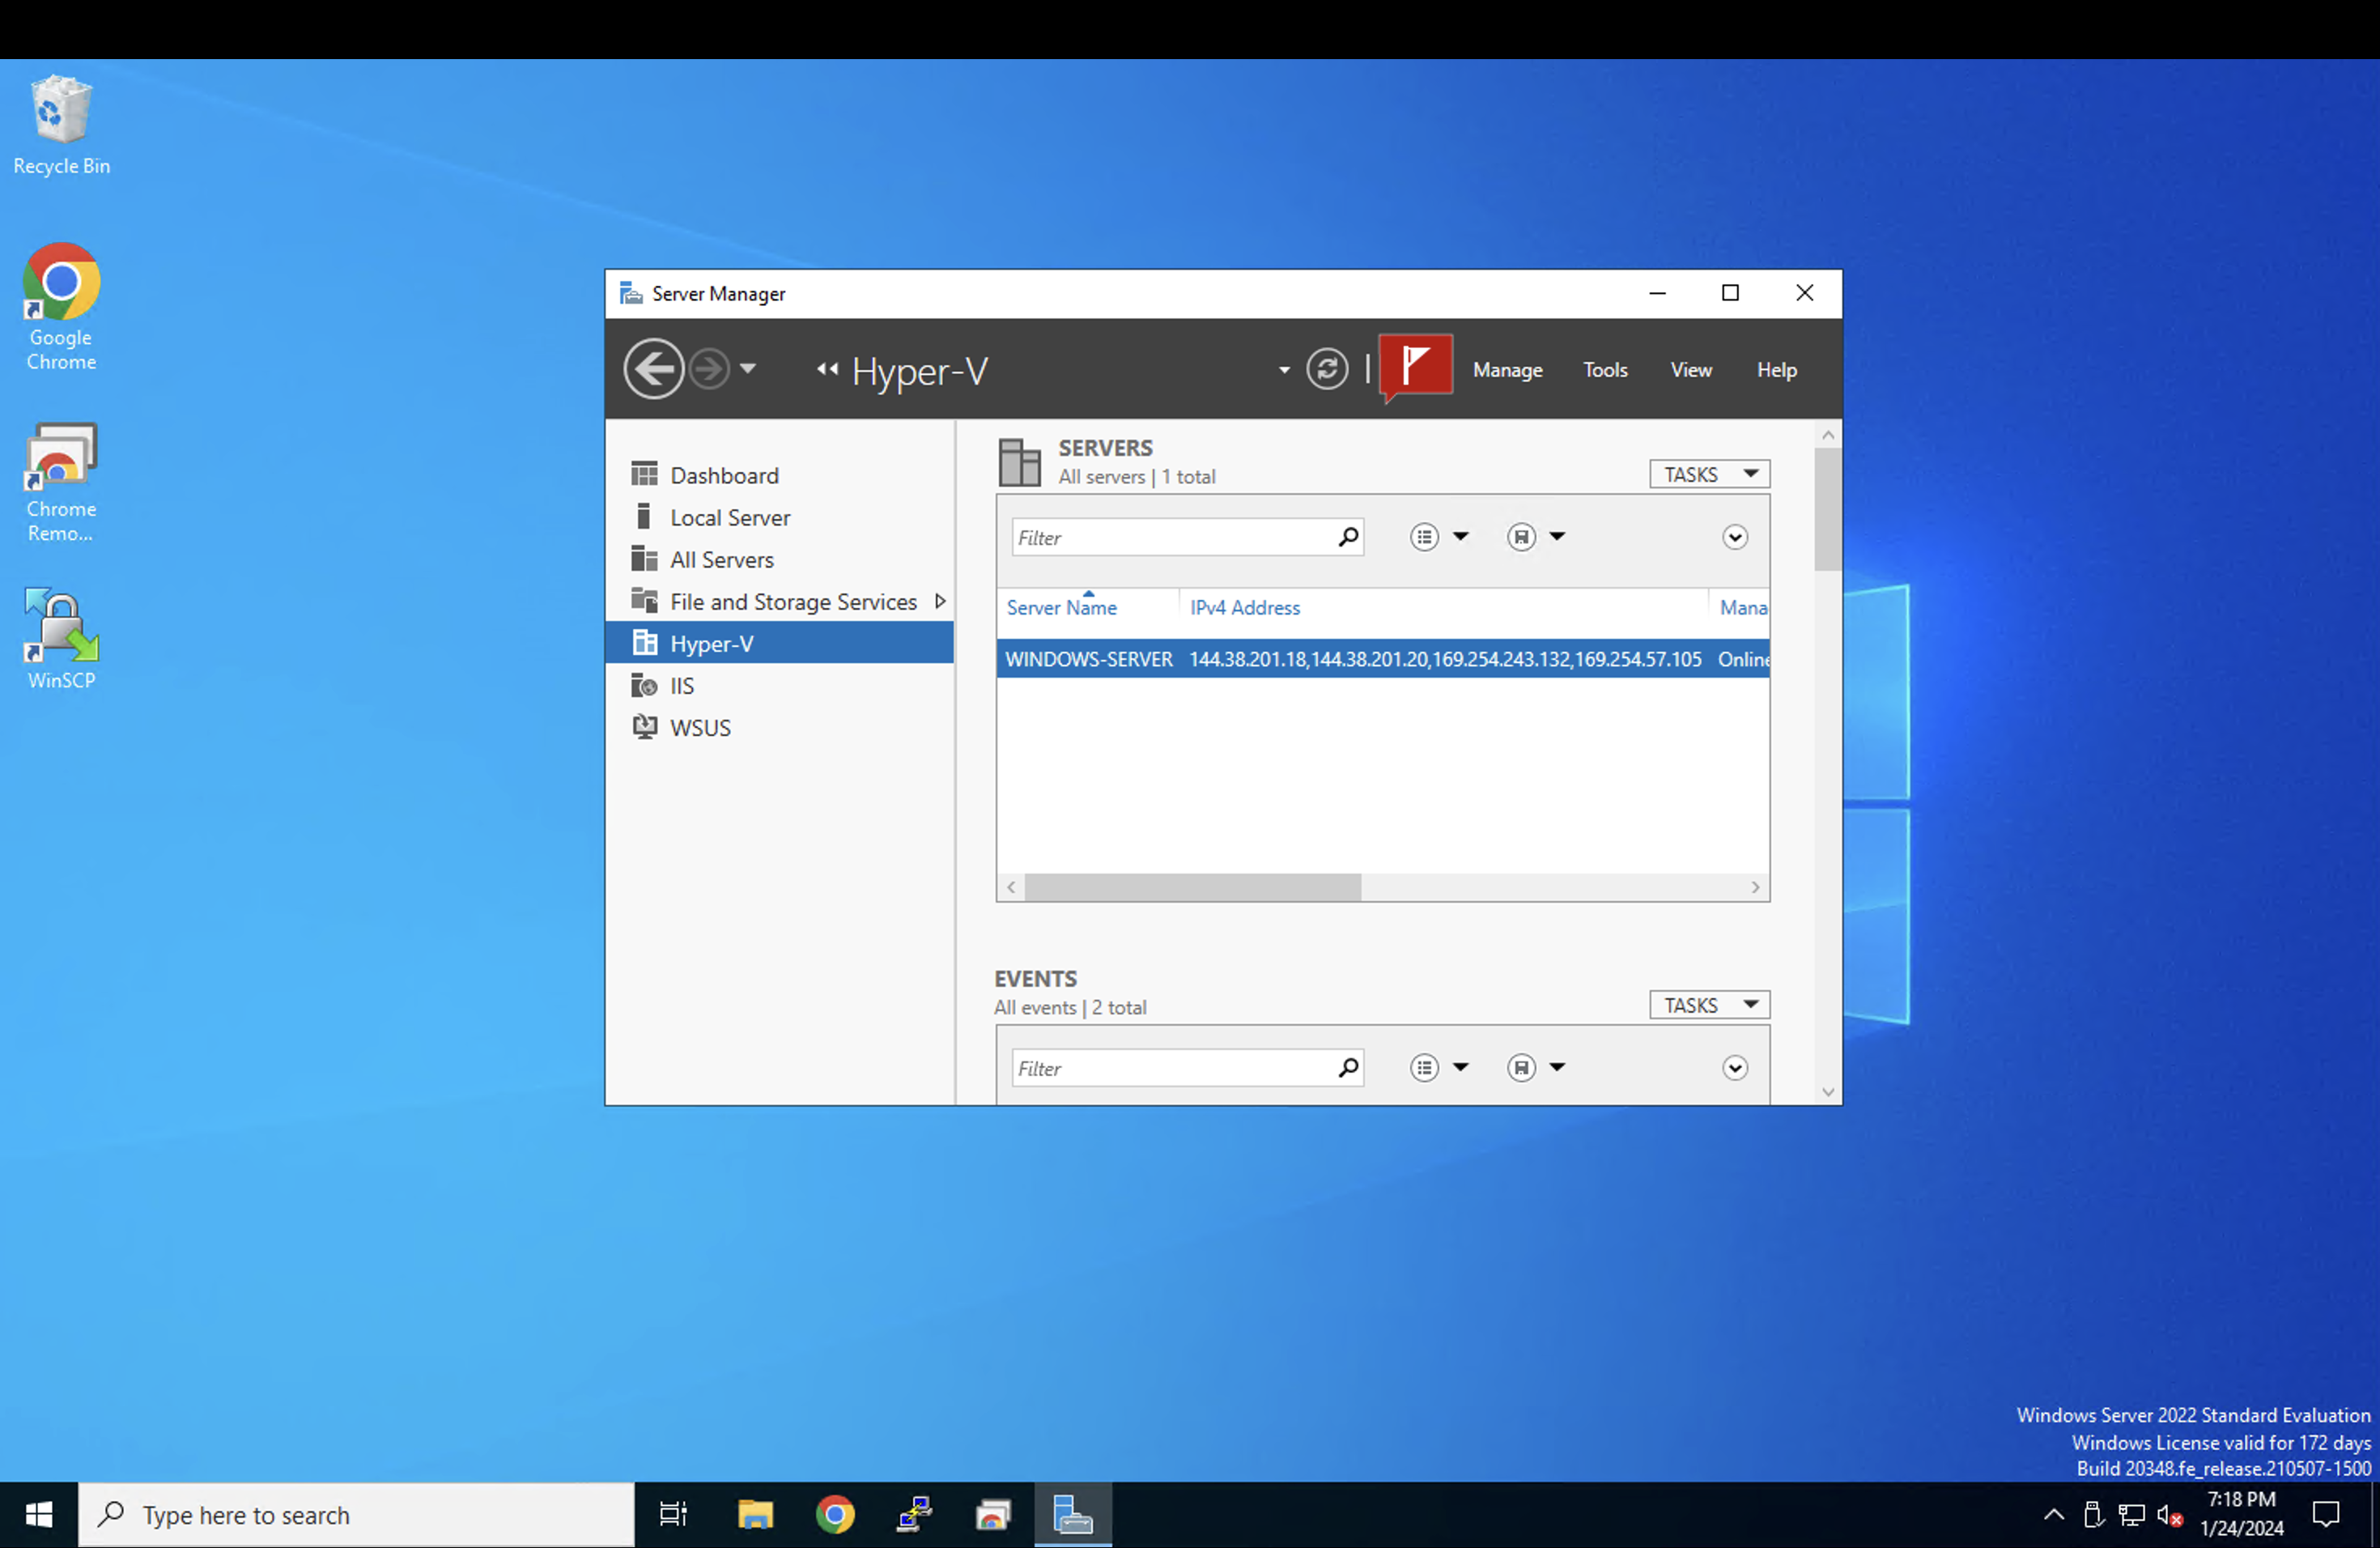 Recycle Bin
Google
Chrome
Chrome
Remo...
WinSCP
Server Manager
Hyper-V
Manage
Tools
View
Help
Dashboard
Local Server
All Servers
File and Storage Services
Hyper-V
IIS
WSUS
SERVERS
All servers | 1 total
TASKS
Filter
Server Name IPv4 Address Mana
WINDOWS-SERVER 144.38.201.18,144.38.201.20,169.254.243.132,169.254.57.105 Online
EVENTS
All events | 2 total
TASKS
Filter
Windows Server 2022 Standard Evaluation
Windows License valid for 172 days
Build 20348.fe_release.210507-1500
Type here to search
7:18 PM
1/24/2024